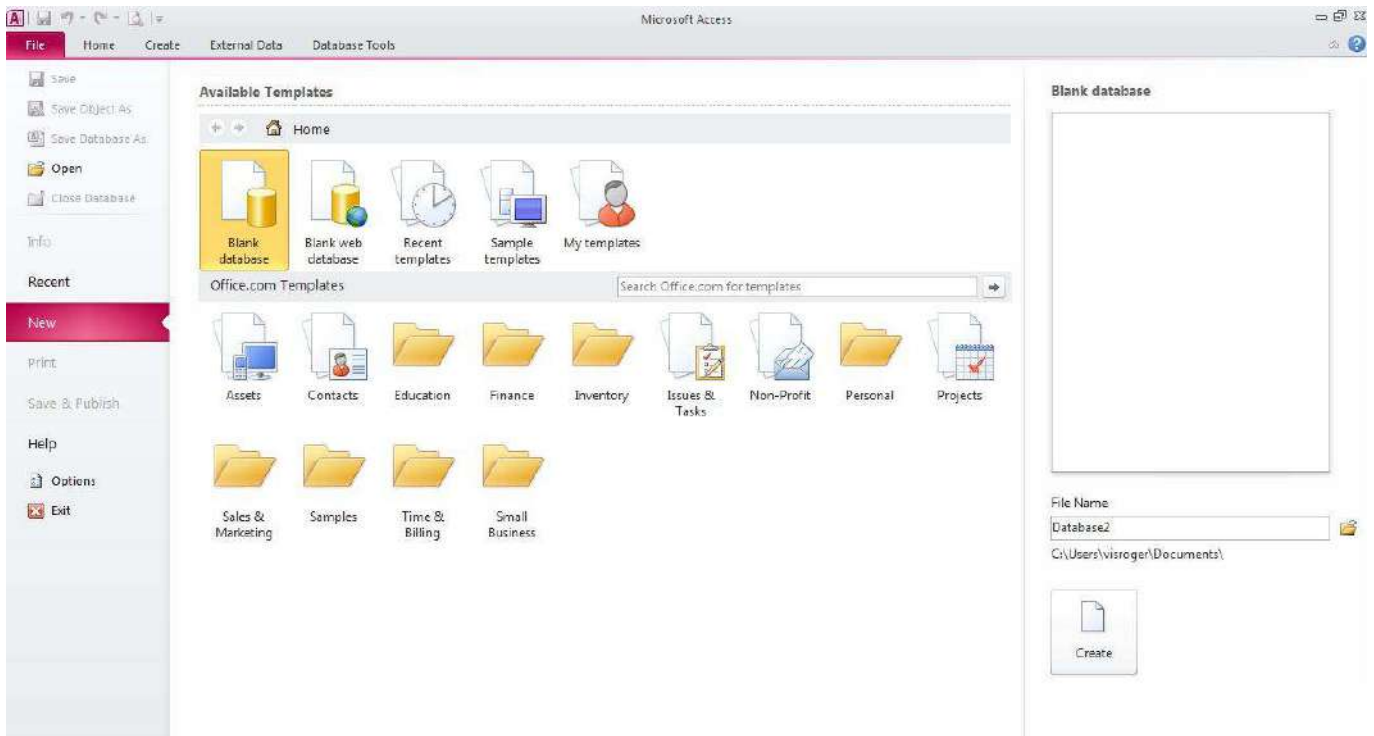 A
Microsoft Access
File Home Create External Data Database Tools
Save
Save Object As
Save Database As
Open
Close Database
Info
Recent
New
Print
Save & Publish
Help
Options
Exit
Available Templates
Home
Blank database
Blank web database
Recent templates
Sample templates
My templates
Office.com Templates
Search Office.com for templates
Assets
Contacts
Education
Finance
Inventory
Issues & Tasks
Non-Profit
Personal
Projects
Sales & Marketing
Samples
Time & Billing
Small Business
Blank database
File Name
Database2
C:\Users\visroger\Documents\
Create